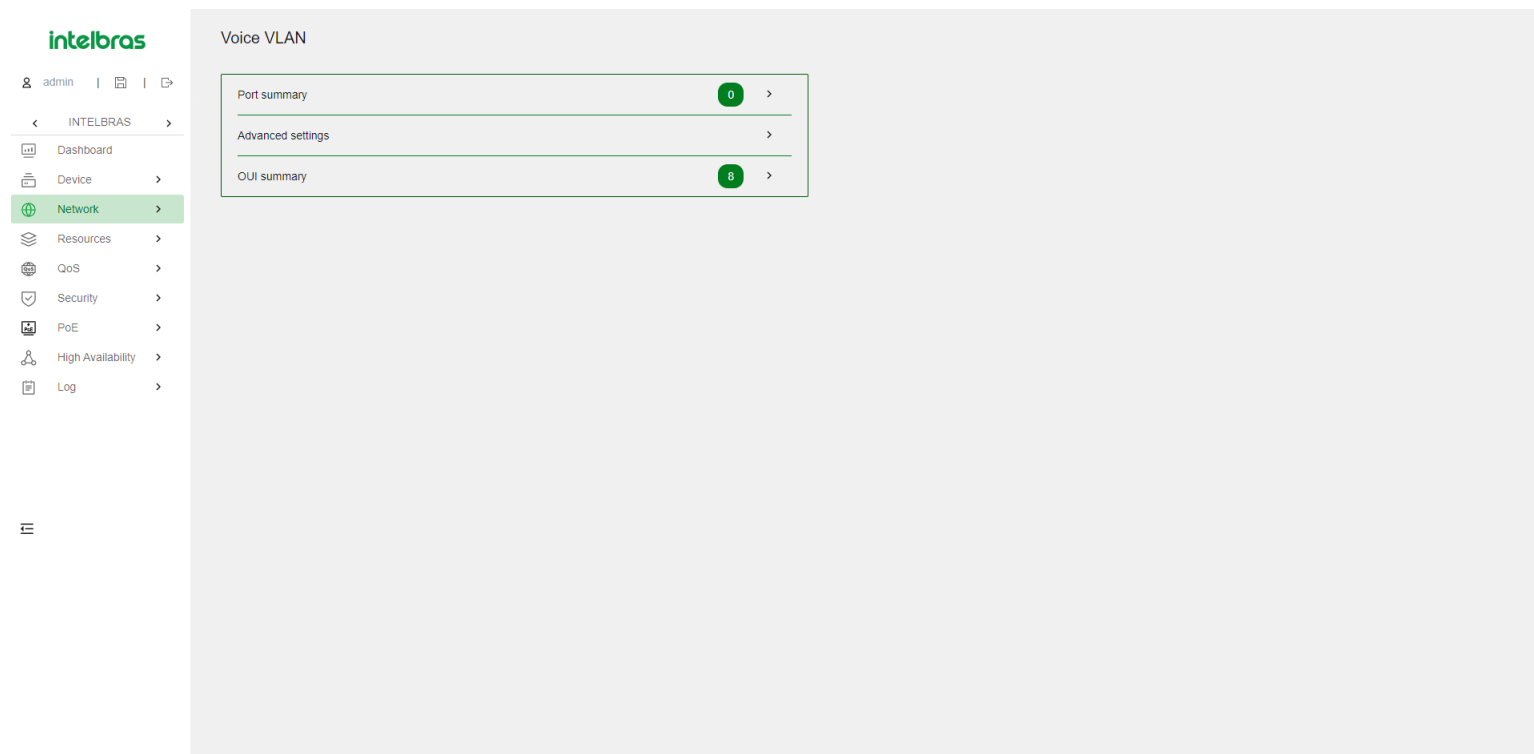 intelbras
admin | |
INTELBRAS
Dashboard
Device
Network
Resources
QoS
Security
PoE
High Availability
Log
Voice VLAN
Port summary 0
Advanced settings
OUI summary 8